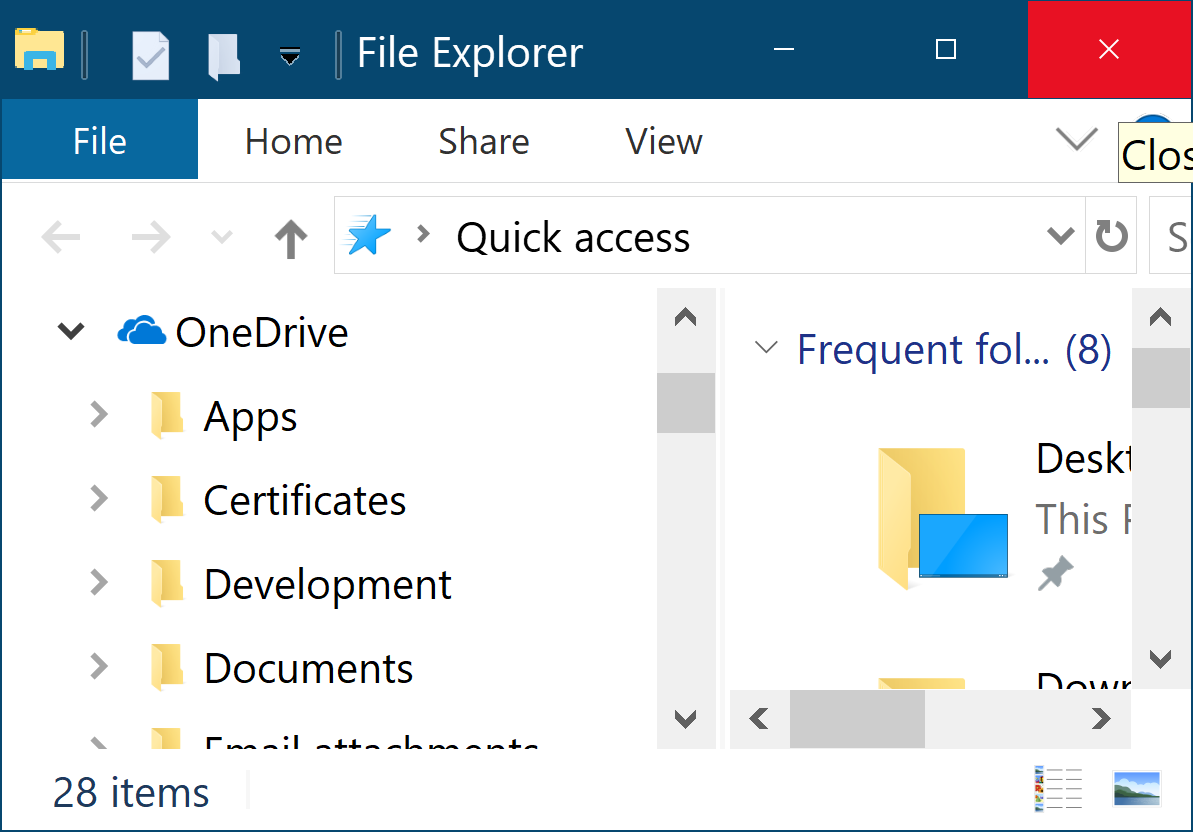 File Explorer
File Home Share View
Clos
Quick access
S
OneDrive
Apps
Certificates
Development
Documents
Email attachments
Frequent fol... (8)
Deskt
This P
Down
28 items